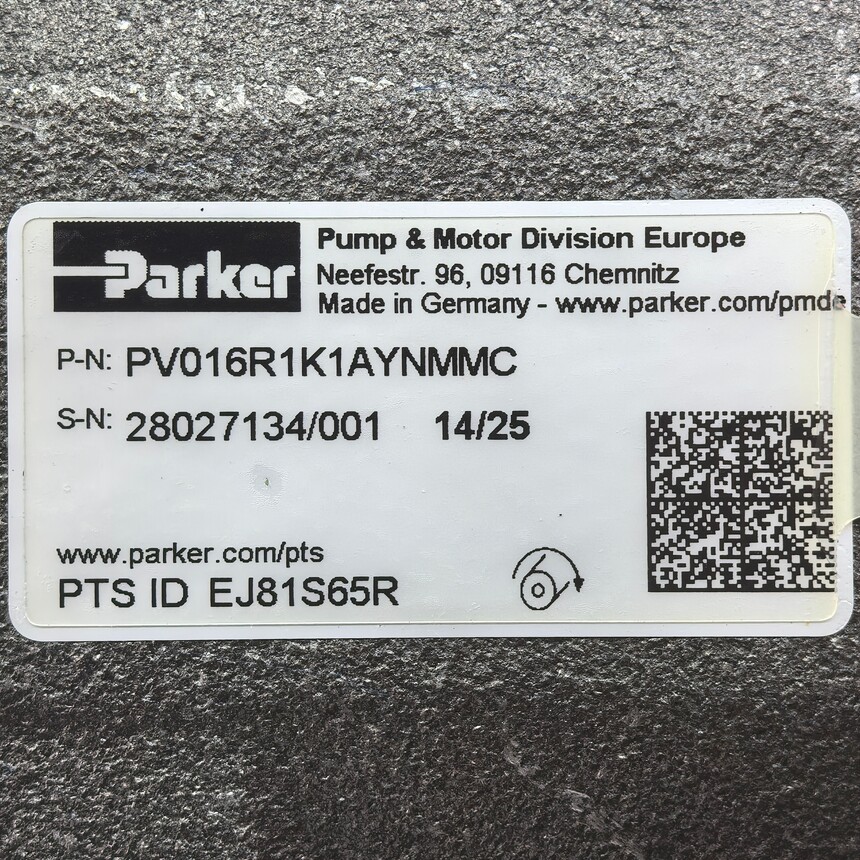 Parker
Pump & Motor Division Europe
Neefestr. 96, 09116 Chemnitz
Made in Germany - www.parker.com/pmde
P-N: PV016R1K1AYNMMC
S-N: 28027134/001 14/25
www.parker.com/pts
PTS ID EJ81S65R